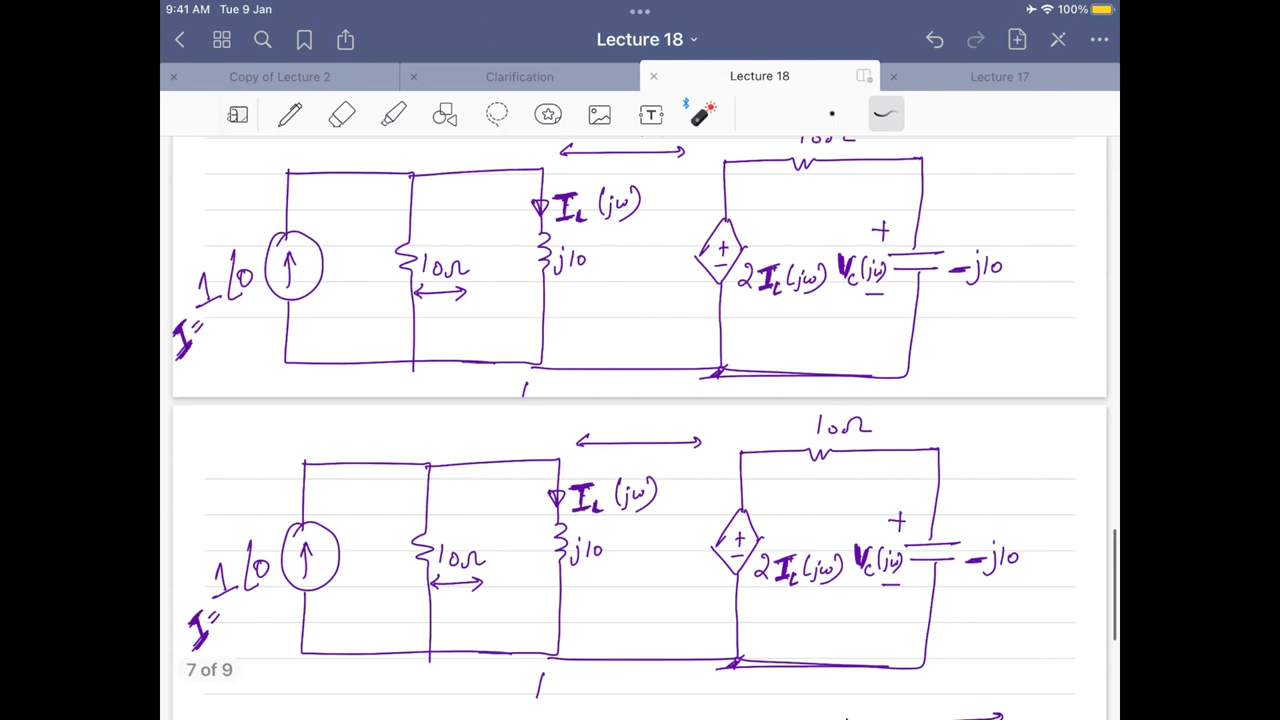 9:41 AM Tue 9 Jan
100%
Lecture 18
Copy of Lecture 2
Clarification
Lecture 18
Lecture 17
T
10Ω
I_L (jω)
1∠0
10Ω
j10
+
-
2I_L(jω)
+
V_C(jω)
-
-j10
I=
10Ω
I_L (jω)
1∠0
10Ω
j10
+
-
2I_L(jω)
+
V_C(jω)
-
-j10
I=
7 of 9